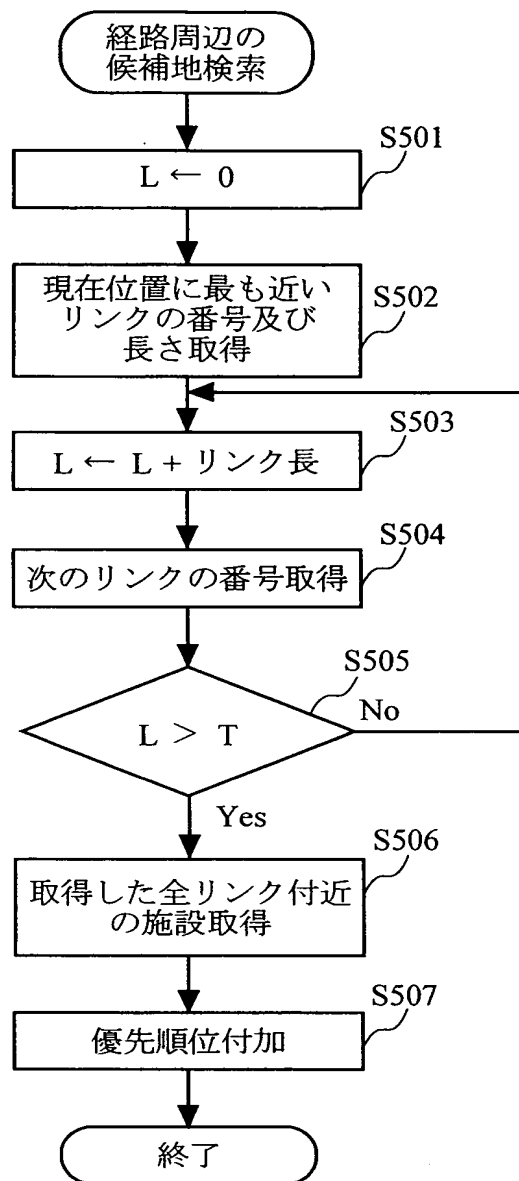 経路周辺の
候補地検索
S501
L ← 0
S502
現在位置に最も近い
リンクの番号及び
長さ取得
S503
L ← L + リンク長
S504
次のリンクの番号取得
S505
L > T
No
Yes
S506
取得した全リンク付近
の施設取得
S507
優先順位付加
終了